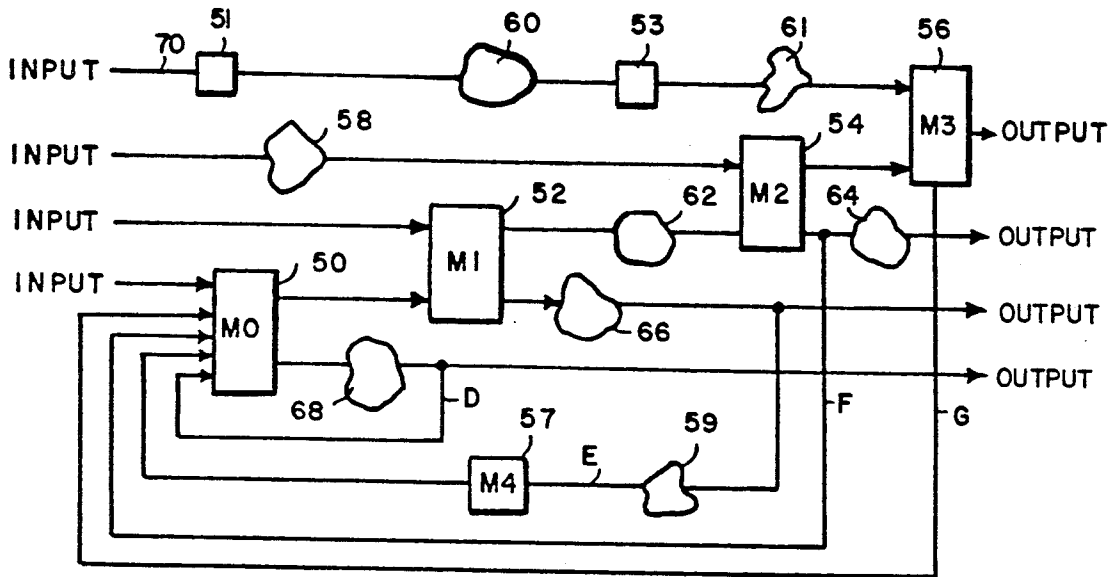 51
60
53
61
56
70
INPUT
M3
OUTPUT
58
54
INPUT
M2
52
62
64
INPUT
OUTPUT
M1
50
INPUT
M0
66
OUTPUT
68
D
OUTPUT
F
G
57
59
E
M4